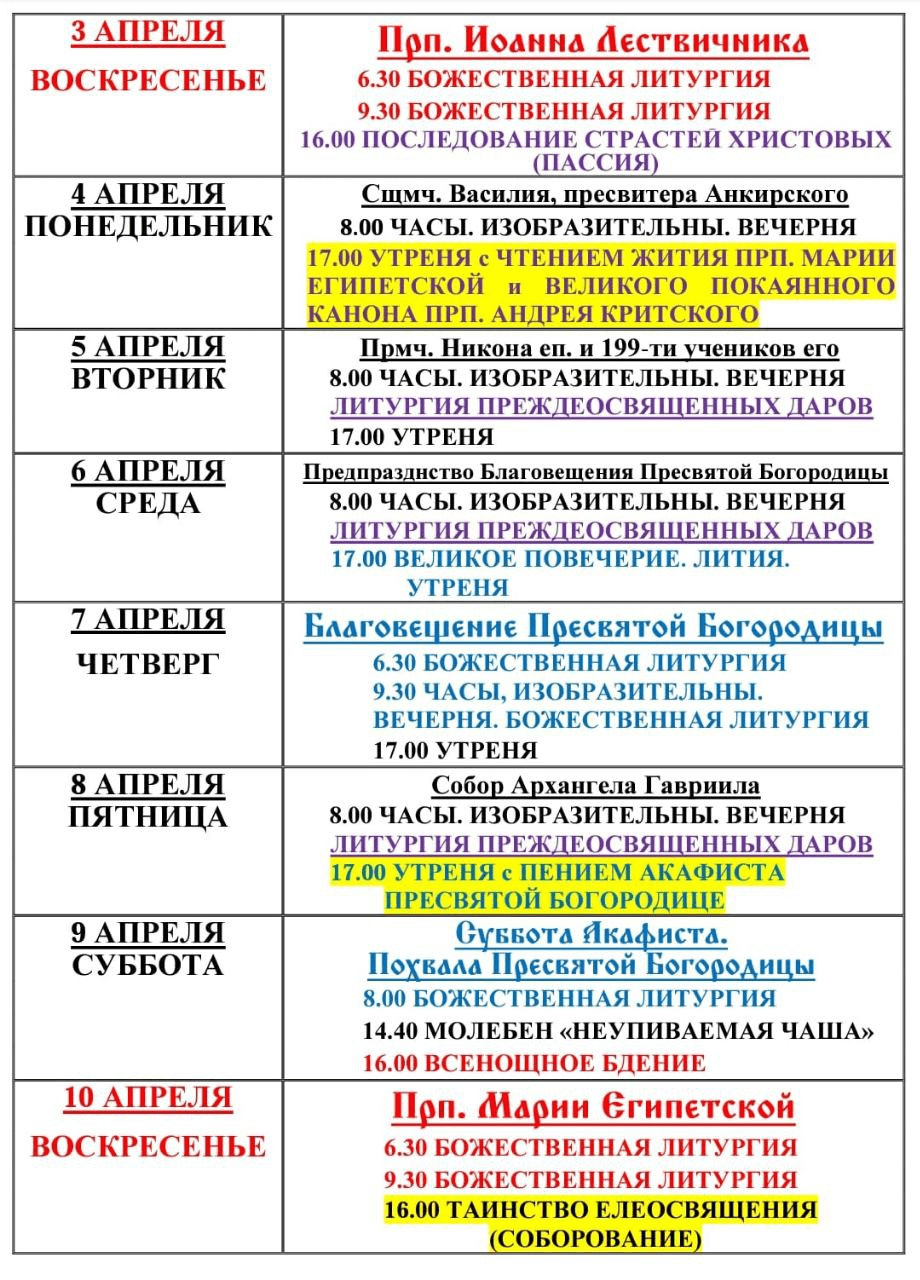 3 АПРЕЛЯ
ВОСКРЕСЕНЬЕ
Прп. Иоанна Лествичника
6.30 БОЖЕСТВЕННАЯ ЛИТУРГИЯ
9.30 БОЖЕСТВЕННАЯ ЛИТУРГИЯ
16.00 ПОСЛЕДОВАНИЕ СТРАСТЕЙ ХРИСТОВЫХ
(ПАССИЯ)
4 АПРЕЛЯ
ПОНЕДЕЛЬНИК
Сщмч. Василия, пресвитера Анкирского
8.00 ЧАСЫ. ИЗОБРАЗИТЕЛЬНЫ. ВЕЧЕРНЯ
17.00 УТРЕНЯ с ЧТЕНИЕМ ЖИТИЯ ПРП. МАРИИ
ЕГИПЕТСКОЙ и ВЕЛИКОГО ПОКАЯННОГО
КАНОНА ПРП. АНДРЕЯ КРИТСКОГО
5 АПРЕЛЯ
ВТОРНИК
Прмч. Никона еп. и 199-ти учеников его
8.00 ЧАСЫ. ИЗОБРАЗИТЕЛЬНЫ. ВЕЧЕРНЯ
ЛИТУРГИЯ ПРЕЖДЕОСВЯЩЕННЫХ ДАРОВ
17.00 УТРЕНЯ
6 АПРЕЛЯ
СРЕДА
Предпразднство Благовещения Пресвятой Богородицы
8.00 ЧАСЫ. ИЗОБРАЗИТЕЛЬНЫ. ВЕЧЕРНЯ
ЛИТУРГИЯ ПРЕЖДЕОСВЯЩЕННЫХ ДАРОВ
17.00 ВЕЛИКОЕ ПОВЕЧЕРИЕ. ЛИТИЯ.
УТРЕНЯ
7 АПРЕЛЯ
ЧЕТВЕРГ
Благовещение Пресвятой Богородицы
6.30 БОЖЕСТВЕННАЯ ЛИТУРГИЯ
9.30 ЧАСЫ, ИЗОБРАЗИТЕЛЬНЫ.
ВЕЧЕРНЯ. БОЖЕСТВЕННАЯ ЛИТУРГИЯ
17.00 УТРЕНЯ
8 АПРЕЛЯ
ПЯТНИЦА
Собор Архангела Гавриила
8.00 ЧАСЫ. ИЗОБРАЗИТЕЛЬНЫ. ВЕЧЕРНЯ
ЛИТУРГИЯ ПРЕЖДЕОСВЯЩЕННЫХ ДАРОВ
17.00 УТРЕНЯ с ПЕНИЕМ АКАФИСТА
ПРЕСВЯТОЙ БОГОРОДИЦЕ
9 АПРЕЛЯ
СУББОТА
Суббота Акафиста.
Похвала Пресвятой Богородицы
8.00 БОЖЕСТВЕННАЯ ЛИТУРГИЯ
14.40 МОЛЕБЕН «НЕУПИВАЕМАЯ ЧАША»
16.00 ВСЕНОЩНОЕ БДЕНИЕ
10 АПРЕЛЯ
ВОСКРЕСЕНЬЕ
Прп. Марии Египетской
6.30 БОЖЕСТВЕННАЯ ЛИТУРГИЯ
9.30 БОЖЕСТВЕННАЯ ЛИТУРГИЯ
16.00 ТАИНСТВО ЕЛЕОСВЯЩЕНИЯ
(СОБОРОВАНИЕ)